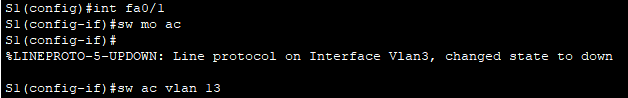 S1(config)#int fa0/1
S1(config-if)#sw mo ac
S1(config-if)#
%LINEPROTO-5-UPDOWN: Line protocol on Interface Vlan3, changed state to down
S1(config-if)#sw ac vlan 13